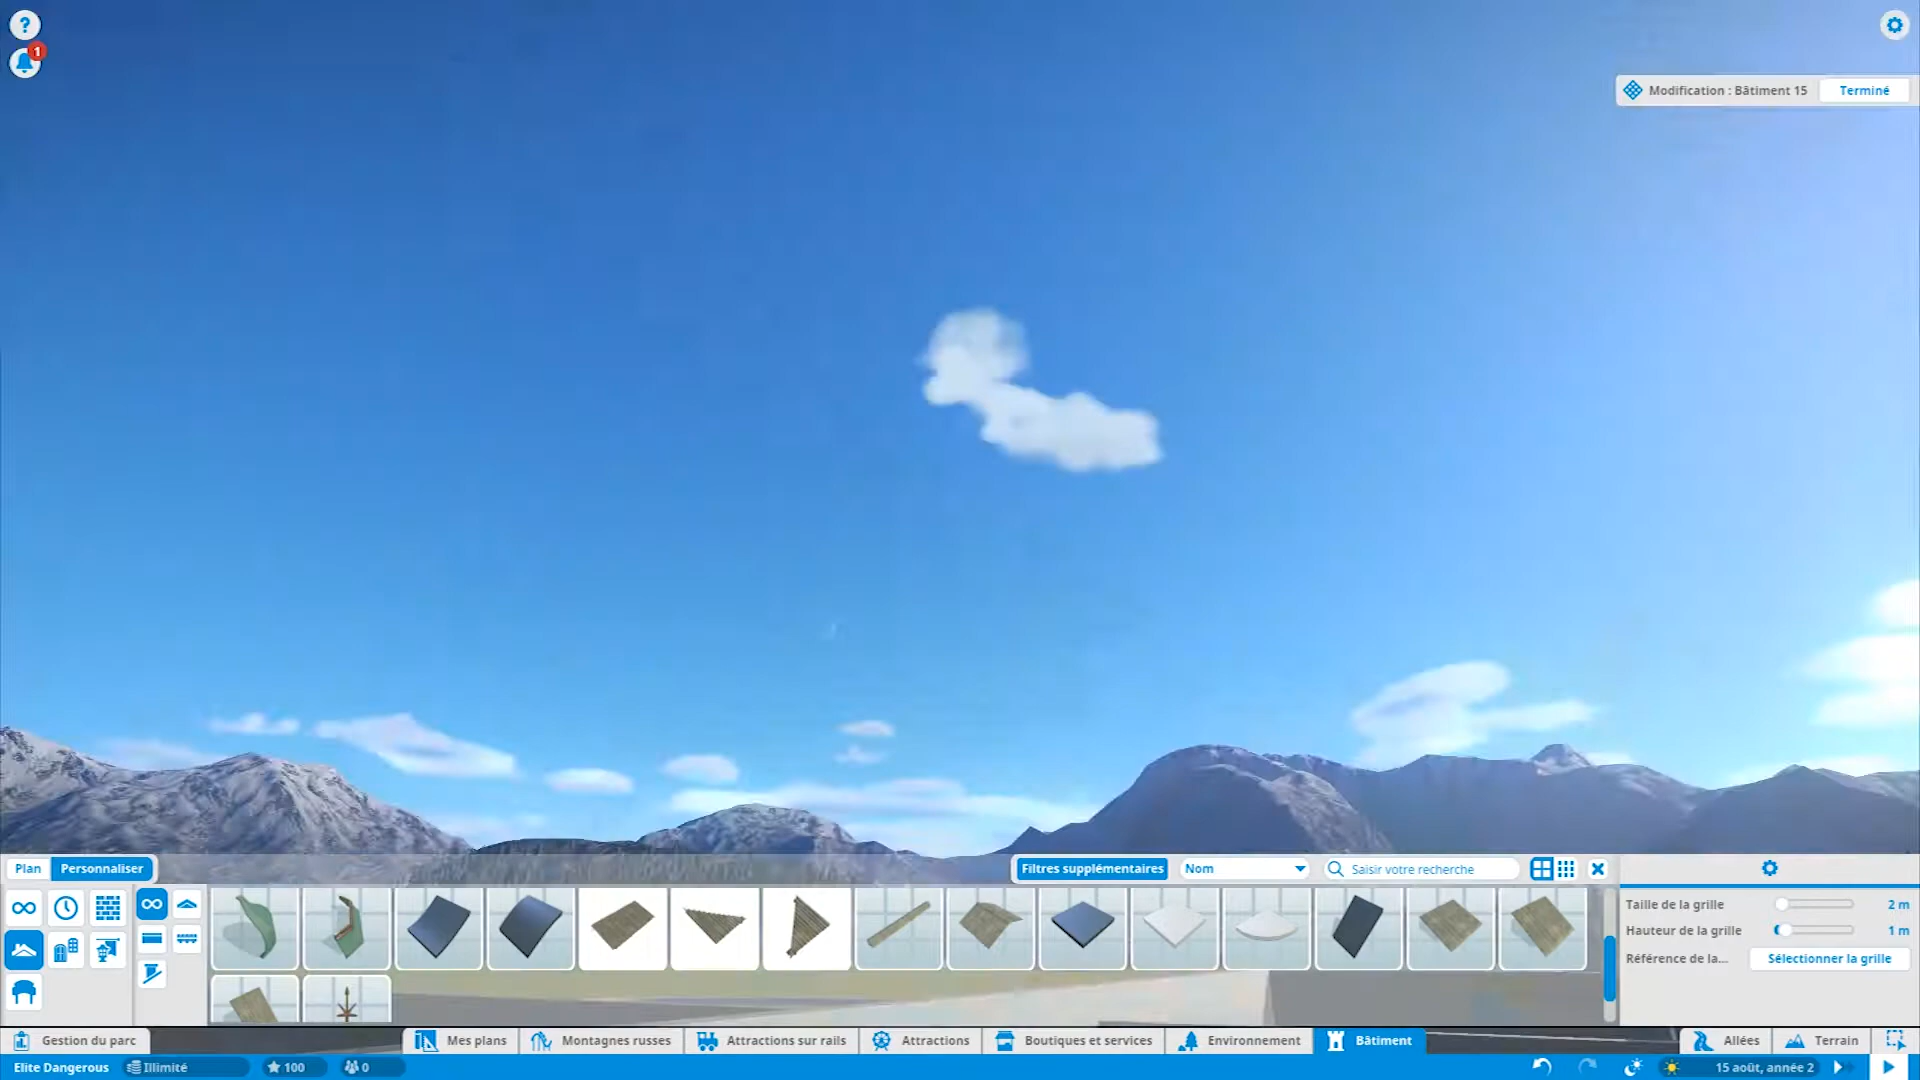 ?
1
Modification : Bâtiment 15
Terminé
Plan
Personnaliser
Filtres supplémentaires
Nom
Saisir votre recherche
Taille de la grille
2 m
Hauteur de la grille
1 m
Référence de la...
Sélectionner la grille
Gestion du parc
Mes plans
Montagnes russes
Attractions sur rails
Attractions
Boutiques et services
Environnement
Bâtiment
Allées
Terrain
Elite Dangerous
Illimité
100
0
15 août, année 2